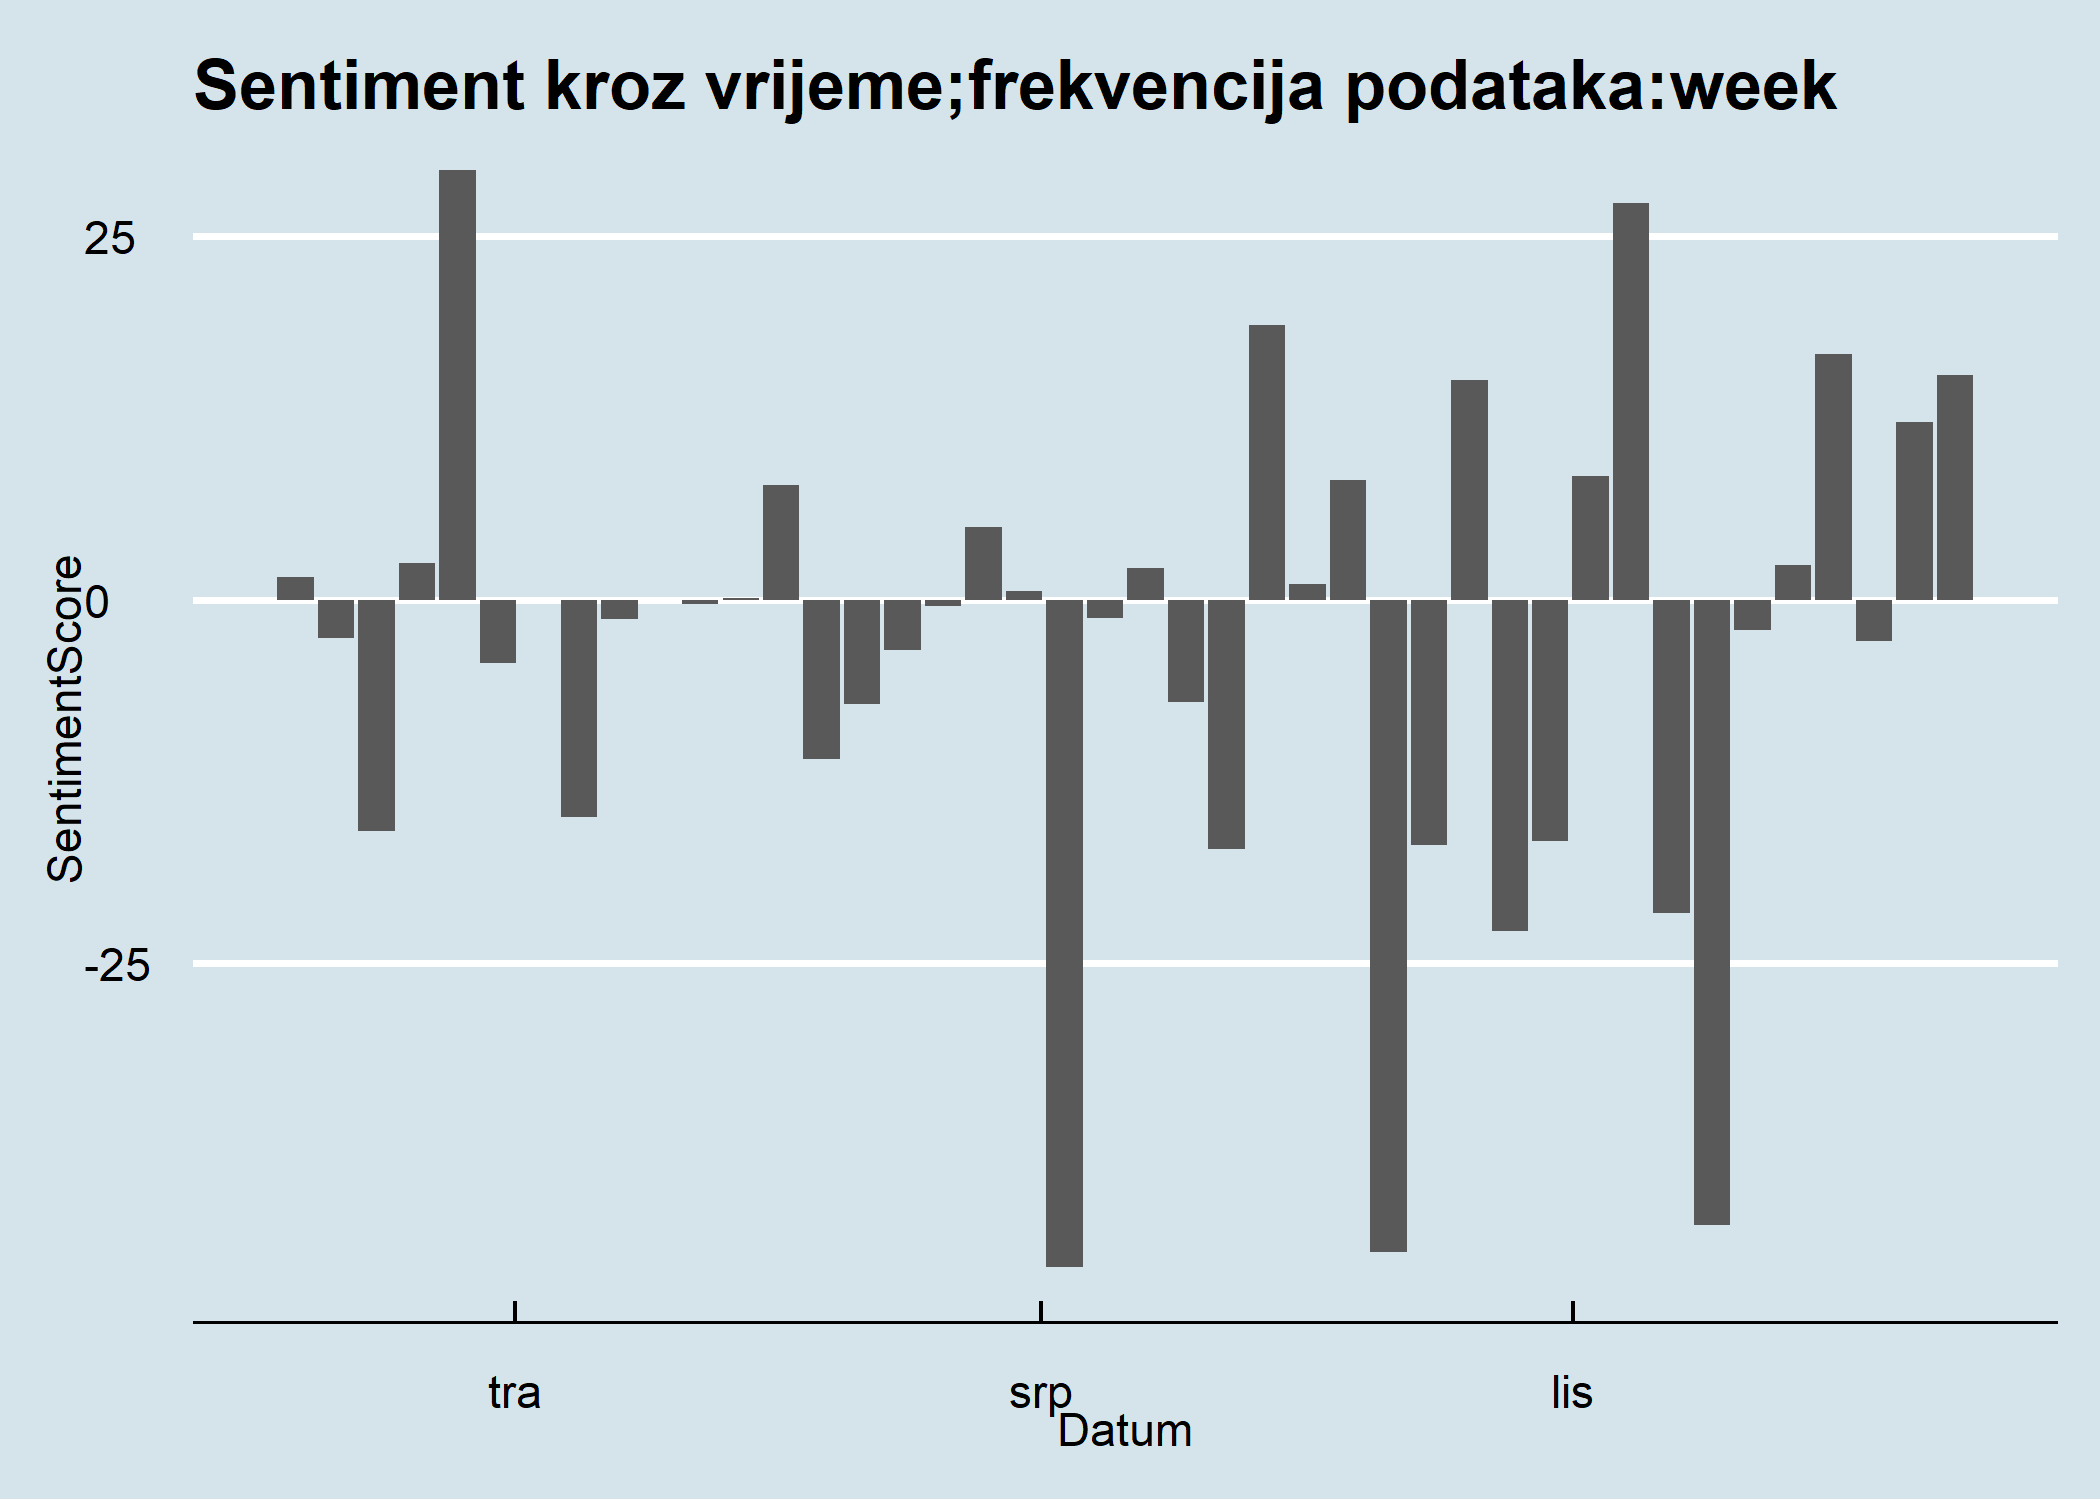 Sentiment kroz vrijeme;frekvencija podataka:week
25
0
-25
SentimentScore
tra
srp
lis
Datum